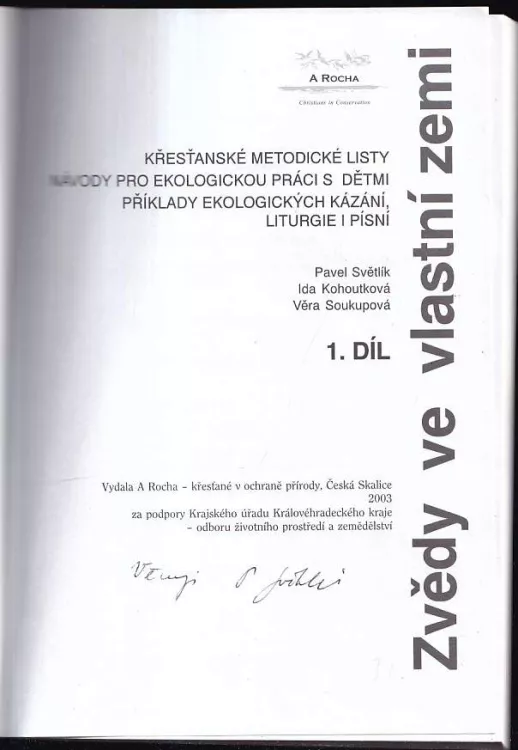 A ROCHA
Christians in Conservation
KŘESŤANSKÉ METODICKÉ LISTY
NÁVODY PRO EKOLOGICKOU PRÁCI S DĚTMI
PŘÍKLADY EKOLOGICKÝCH KÁZÁNÍ,
LITURGIE I PÍSNÍ
Pavel Světlík
Ida Kohoutková
Věra Soukupová
1. DÍL
Zvědy ve vlastní zemi
Vydala A Rocha – křesťané v ochraně přírody, Česká Skalice
2003
za podpory Krajského úřadu Královéhradeckého kraje
– odboru životního prostředí a zemědělství
P Světlík